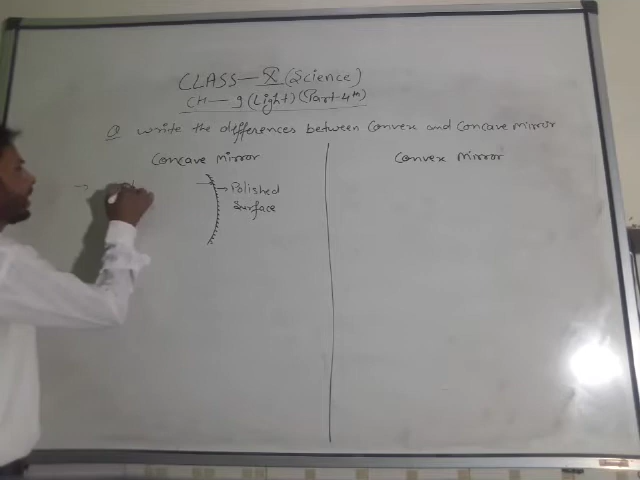 CLASS - X (Science)
CH - 9 (Light) (Part-4th)
Q Write the differences between Convex and Concave mirror
Concave Mirror
Convex Mirror
→ Polished
Surface